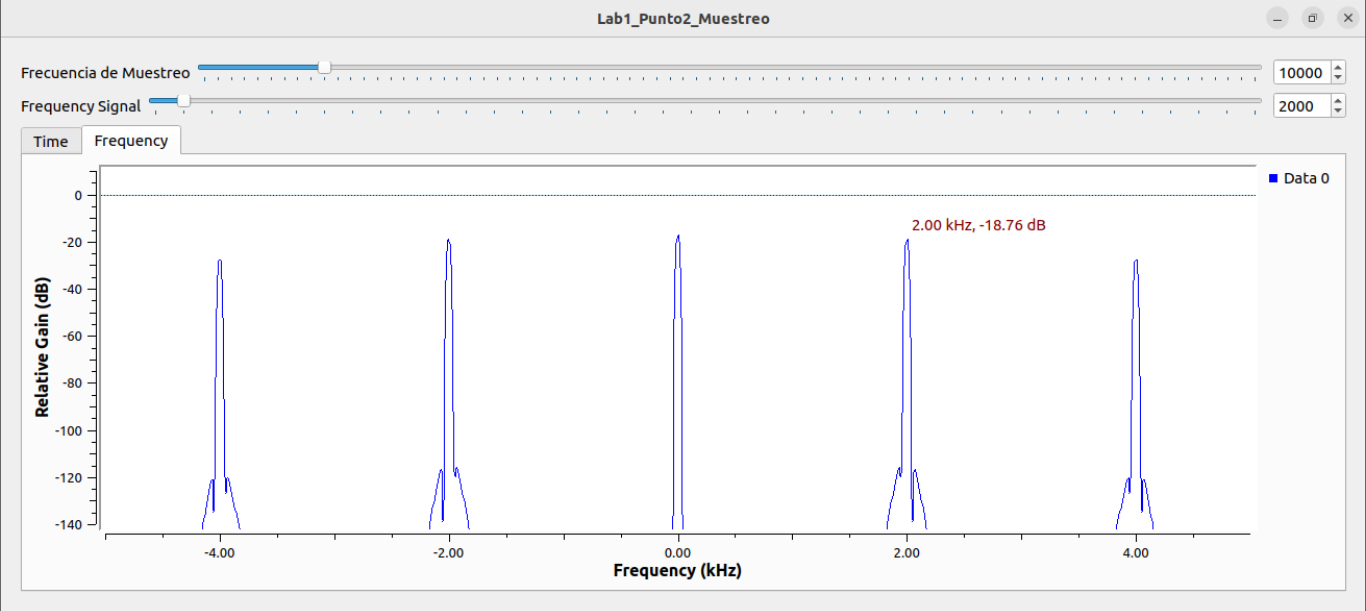 Lab1_Punto2_Muestreo
Frecuencia de Muestreo 10000
Frequency Signal 2000
Time Frequency
Data 0
2.00 kHz, -18.76 dB
Relative Gain (dB)
0
-20
-40
-60
-80
-100
-120
-140
-4.00 -2.00 0.00 2.00 4.00
Frequency (kHz)